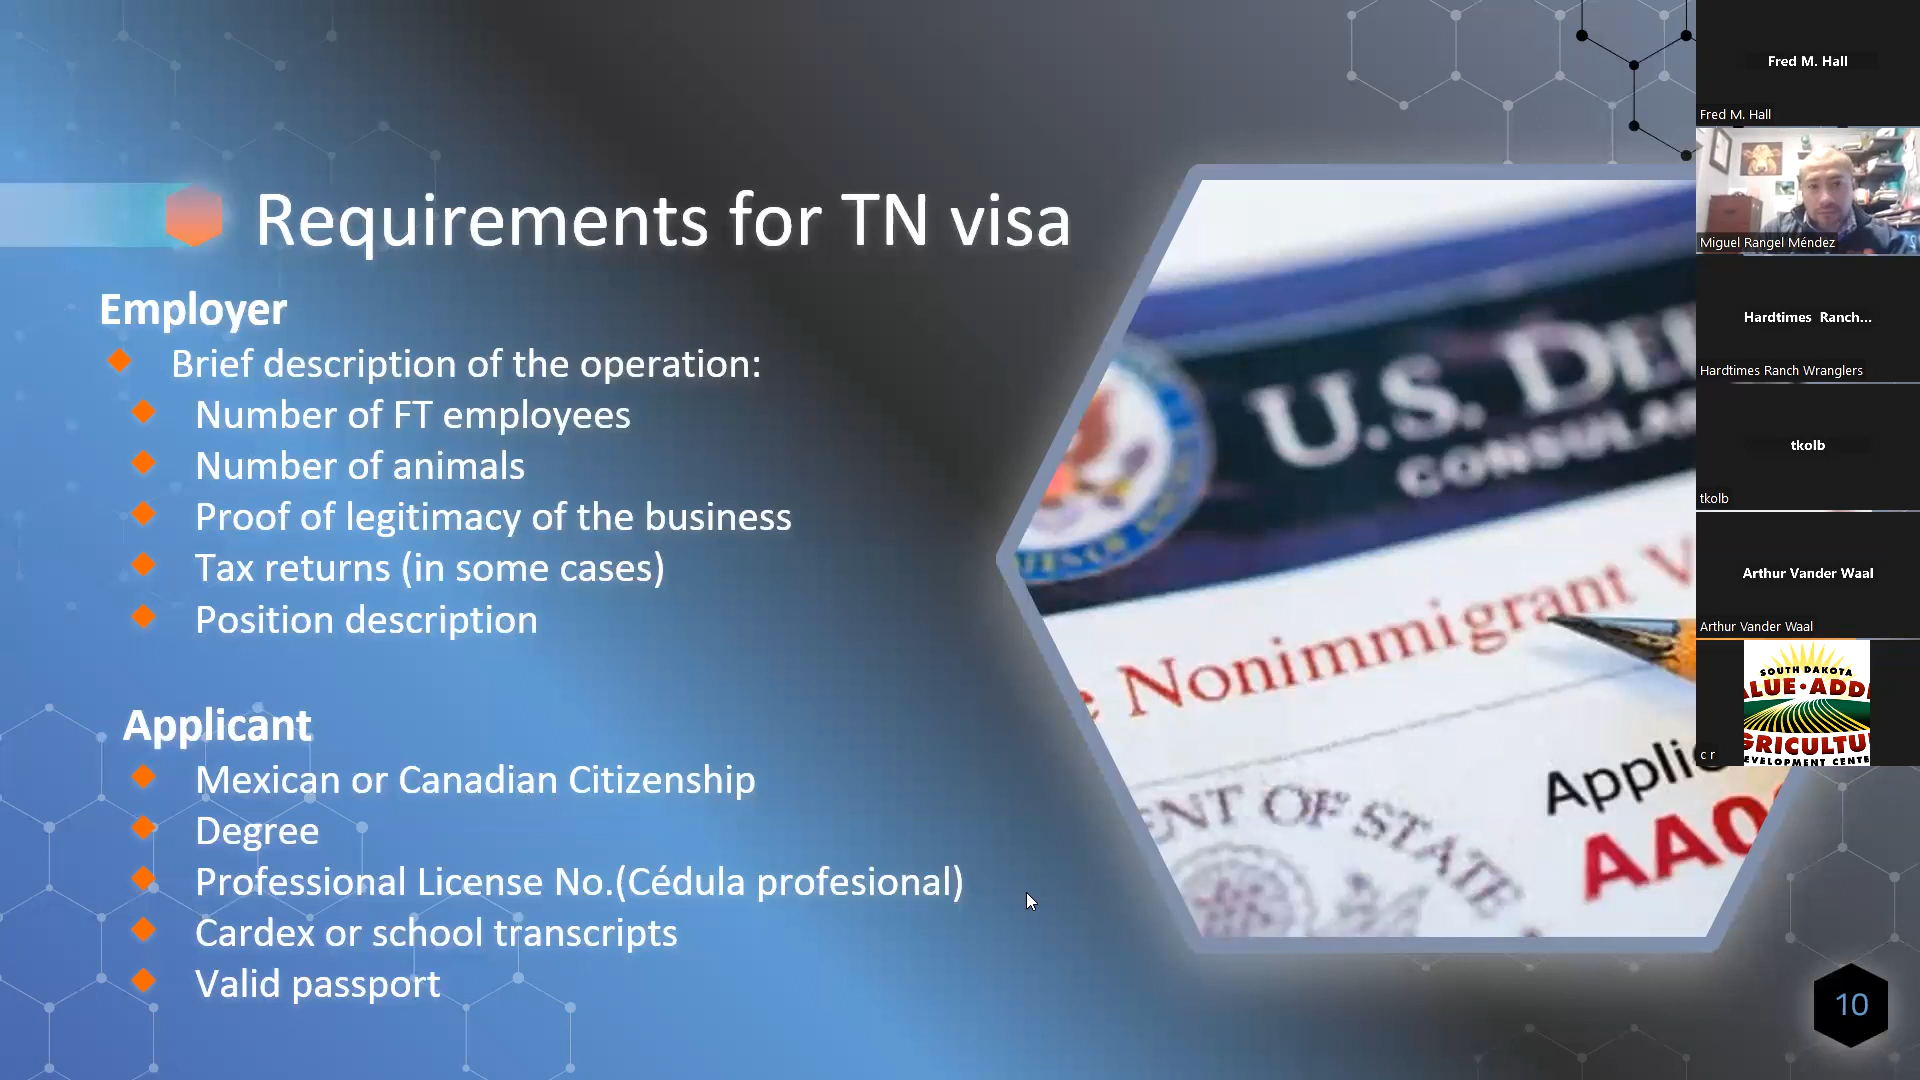 Requirements for TN visa
Employer
Brief description of the operation:
Number of FT employees
Number of animals
Proof of legitimacy of the business
Tax returns (in some cases)
Position description
Applicant
Mexican or Canadian Citizenship
Degree
Professional License No.(Cédula profesional)
Cardex or school transcripts
Valid passport
U.S. De
CONSULA
Nonimmigrant V
ENT OF STATE
Applic
AA0
10
Fred M. Hall
Fred M. Hall
Miguel Rangel Méndez
Hardtimes Ranch...
Hardtimes Ranch Wranglers
tkolb
tkolb
Arthur Vander Waal
Arthur Vander Waal
SOUTH DAKOTA
ALUE•ADD
GRICULTU
EVELOPMENT CENTE
c r